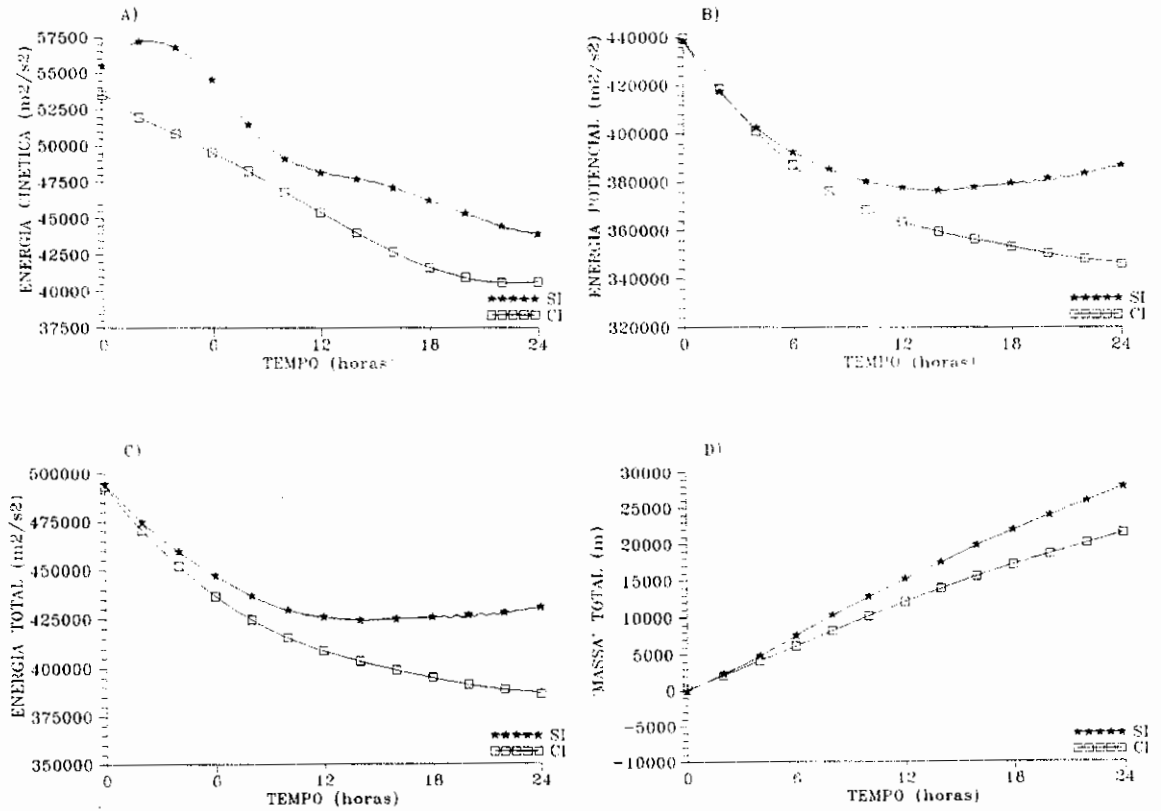 A)
ENERGIA CINETICA (m2/s2)
57500
55000
52500
50000
47500
45000
42500
40000
37500
0 6 12 18 24
TEMPO (horas)
★★★★★ SI
□□□□□ CI
B)
ENERGIA POTENCIAL (m2/s2)
440000
420000
400000
380000
360000
340000
320000
0 6 12 18 24
TEMPO (horas)
★★★★★ SI
□□□□□ CI
C)
ENERGIA TOTAL (m2/s2)
500000
475000
450000
425000
400000
375000
350000
0 6 12 18 24
TEMPO (horas)
★★★★★ SI
□□□□□ CI
D)
'MASSA' TOTAL (m)
30000
25000
20000
15000
10000
5000
0
-5000
-10000
0 6 12 18 24
TEMPO (horas)
★★★★★ SI
□□□□□ CI